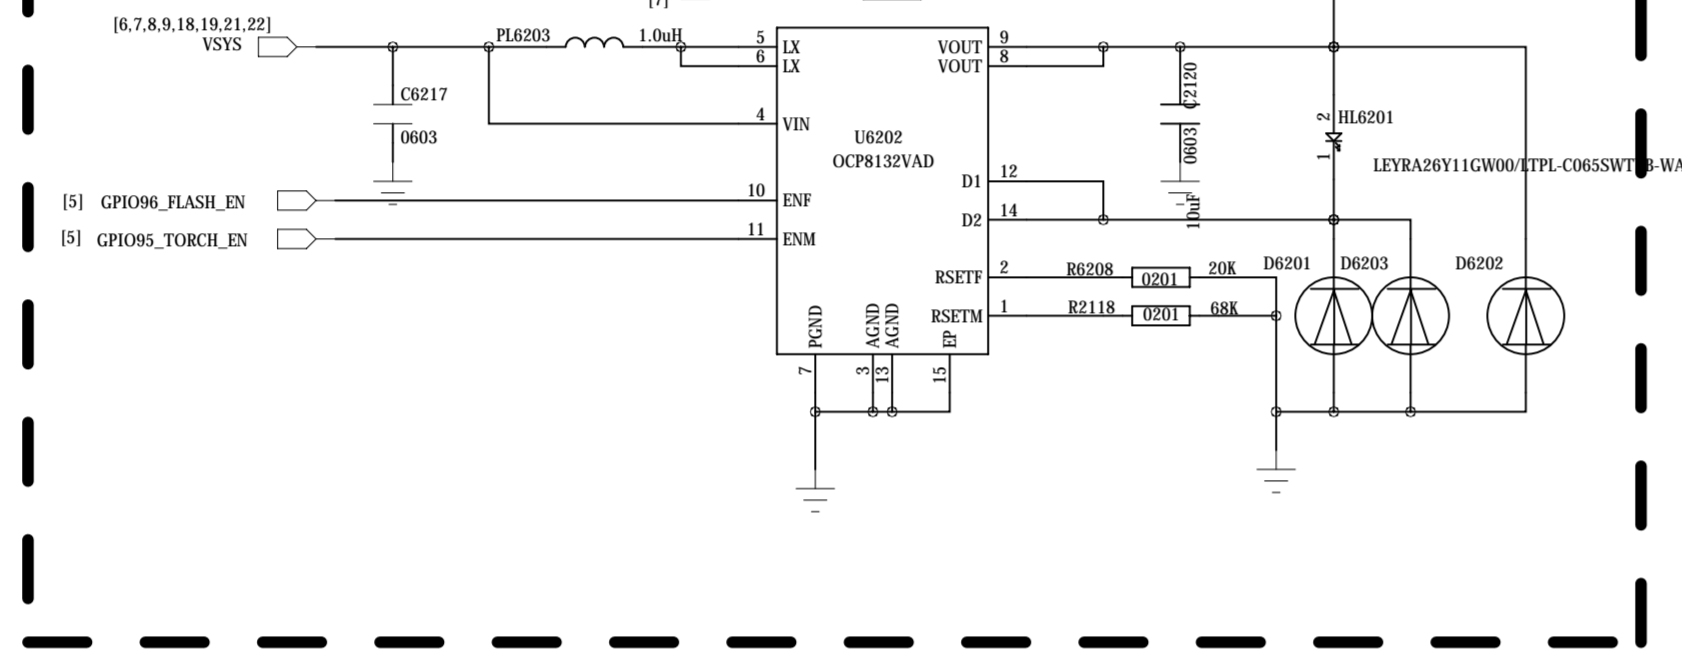 [7]
[6,7,8,9,18,19,21,22]
VSYS
PL6203
1.0uH
5
LX
6
LX
4
VIN
C6217
0603
U6202
OCP8132VAD
VOUT
9
VOUT
8
C2120
0603
10uF
2
HL6201
1
D1
12
D2
14
[5] GPIO96_FLASH_EN
10
ENF
[5] GPIO95_TORCH_EN
11
ENM
RSETF
2
R6208
0201
20K
RSETM
1
R2118
0201
68K
D6201
D6203
D6202
PGND
AGND
AGND
EP
7
3
13
15